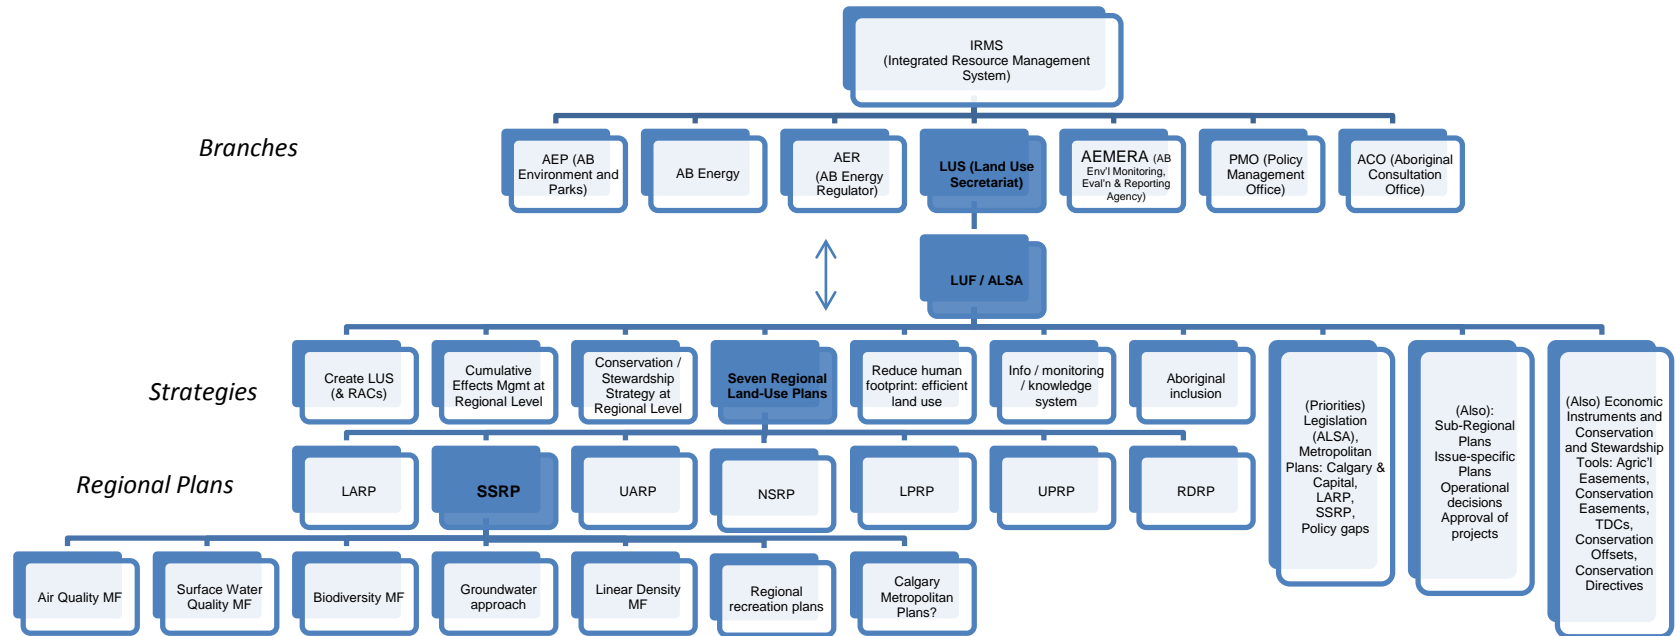 IRMS
(Integrated Resource Management
System)
Branches
AEP (AB
Environment and
Parks)
AB Energy
AER
(AB Energy
Regulator)
LUS (Land Use
Secretariat)
AEMERA (AB
Env'l Monitoring,
Eval'n & Reporting
Agency)
PMO (Policy
Management
Office)
ACO (Aboriginal
Consultation
Office)
LUF / ALSA
Strategies
Create LUS
(& RACs)
Cumulative
Effects Mgmt at
Regional Level
Conservation /
Stewardship
Strategy at
Regional Level
Seven Regional
Land-Use Plans
Reduce human
footprint: efficient
land use
Info / monitoring
/ knowledge
system
Aboriginal
inclusion
(Priorities)
Legislation
(ALSA),
Metropolitan
Plans: Calgary &
Capital,
LARP,
SSRP,
Policy gaps
(Also):
Sub-Regional
Plans
Issue-specific
Plans
Operational
decisions
Approval of
projects
(Also) Economic
Instruments and
Conservation
and Stewardship
Tools: Agric'l
Easements,
Conservation
Easements,
TDCs,
Conservation
Offsets,
Conservation
Directives
Regional Plans
LARP
SSRP
UARP
NSRP
LPRP
UPRP
RDRP
Air Quality MF
Surface Water
Quality MF
Biodiversity MF
Groundwater
approach
Linear Density
MF
Regional
recreation plans
Calgary
Metropolitan
Plans?